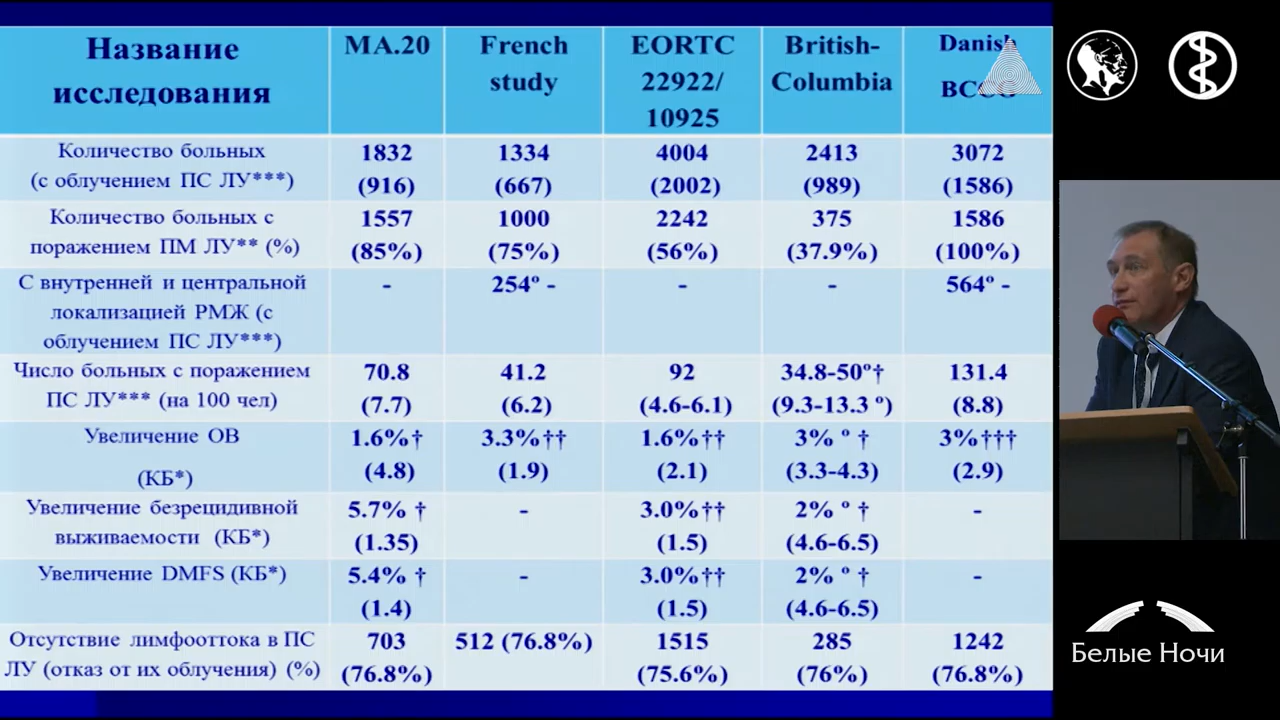 Название исследования
MA.20
French study
EORTC 22922/ 10925
British-Columbia
Danish
Количество больных
(с облучением ПС ЛУ***)
1832
(916)
1334
(667)
4004
(2002)
2413
(989)
3072
(1586)
Количество больных с
поражением ПМ ЛУ** (%)
1557
(85%)
1000
(75%)
2242
(56%)
375
(37.9%)
1586
(100%)
С внутренней и центральной
локализацией РМЖ (с
облучением ПС ЛУ***)
-
254º -
-
-
564º -
Число больных с поражением
ПС ЛУ*** (на 100 чел)
70.8
(7.7)
41.2
(6.2)
92
(4.6-6.1)
34.8-50º†
(9.3-13.3 º)
131.4
(8.8)
Увеличение ОВ
(КБ*)
1.6%†
(4.8)
3.3%††
(1.9)
1.6%††
(2.1)
3% º †
(3.3-4.3)
3%†††
(2.9)
Увеличение безрецидивной
выживаемости (КБ*)
5.7% †
(1.35)
-
3.0%††
(1.5)
2% º †
(4.6-6.5)
-
Увеличение DMFS (КБ*)
5.4% †
(1.4)
-
3.0%††
(1.5)
2% º †
(4.6-6.5)
-
Отсутствие лимфооттока в ПС
ЛУ (отказ от их облучения) (%)
703
(76.8%)
512 (76.8%)
1515
(75.6%)
285
(76%)
1242
(76.8%)
Белые Ночи